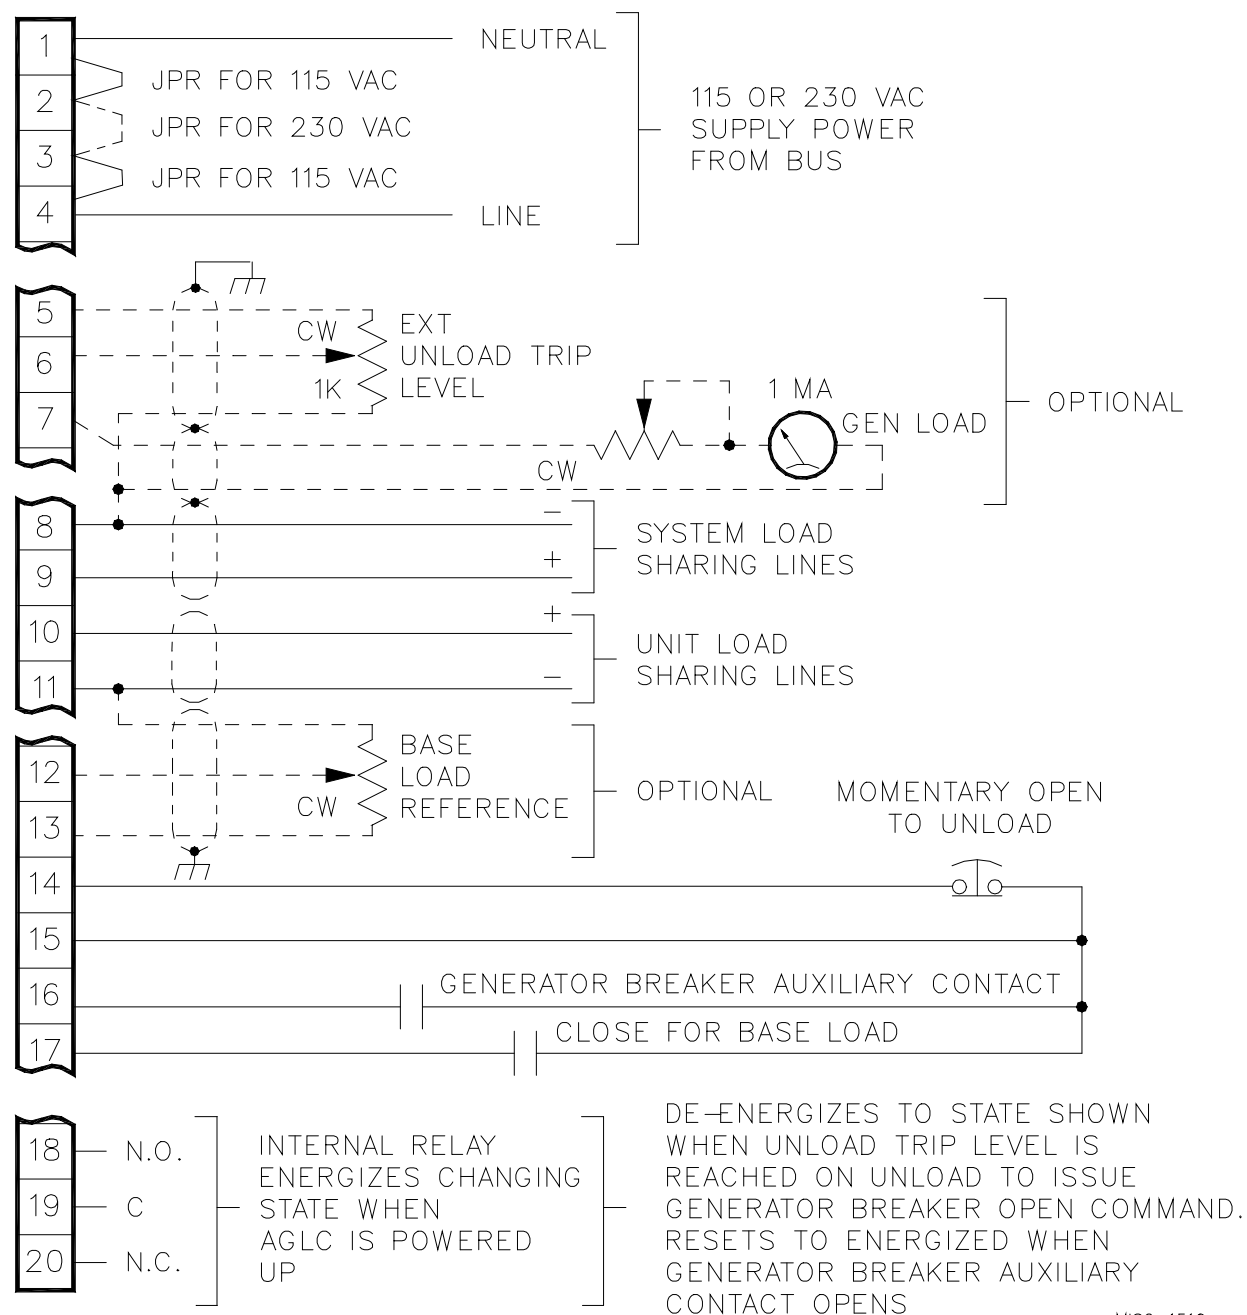 1
NEUTRAL
JPR FOR 115 VAC
2
115 OR 230 VAC
SUPPLY POWER
FROM BUS
JPR FOR 230 VAC
3
JPR FOR 115 VAC
4
LINE
5
CW
EXT
UNLOAD TRIP
LEVEL
6
1K
1 MA
GEN LOAD
OPTIONAL
7
CW
8
−
SYSTEM LOAD
SHARING LINES
+
9
+
10
UNIT LOAD
SHARING LINES
−
11
BASE
LOAD
REFERENCE
12
CW
OPTIONAL
MOMENTARY OPEN
TO UNLOAD
13
14
15
16
GENERATOR BREAKER AUXILIARY CONTACT
CLOSE FOR BASE LOAD
17
18
N.O.
19
C
20
N.C.
INTERNAL RELAY
ENERGIZES CHANGING
STATE WHEN
AGLC IS POWERED
UP
DE-ENERGIZES TO STATE SHOWN
WHEN UNLOAD TRIP LEVEL IS
REACHED ON UNLOAD TO ISSUE
GENERATOR BREAKER OPEN COMMAND.
RESETS TO ENERGIZED WHEN
GENERATOR BREAKER AUXILIARY
CONTACT OPENS